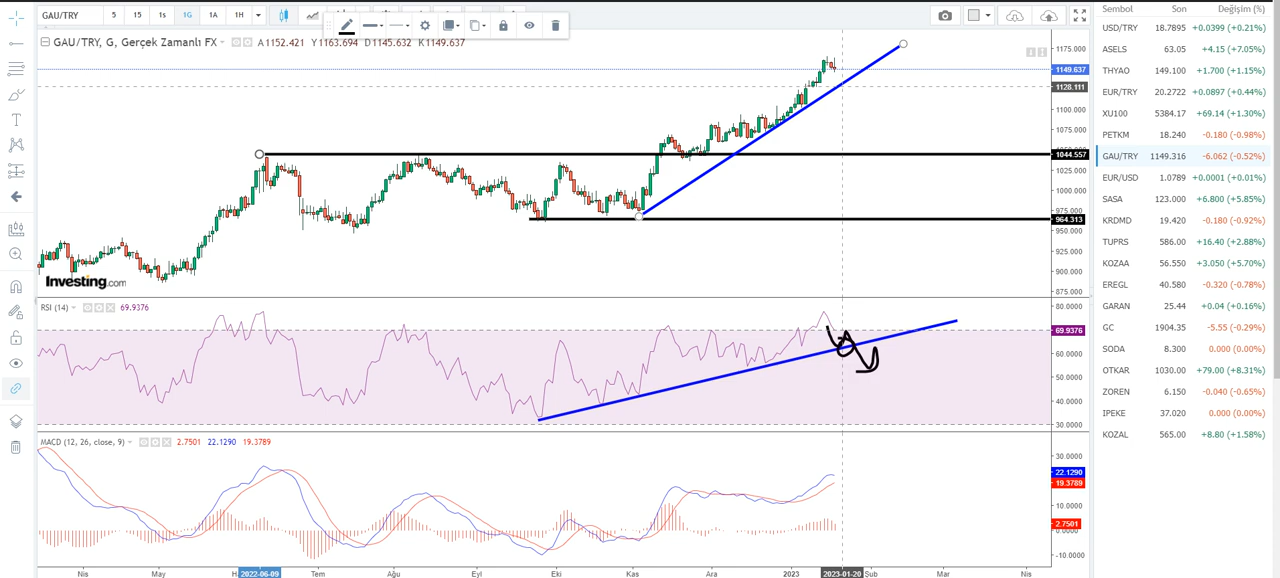 GAU/TRY 5 15 1s 1G 1A 1H
GAU/TRY, G, Gerçek Zamanlı FX A1152.421 Y1163.694 D1145.632 K1149.637
1175.000
1149.637
1128.111
1100.000
1075.000
1044.557
1025.000
1000.000
975.000
964.313
950.000
925.000
900.000
875.000
Investing.com
RSI (14) 69.9376
80.0000
69.9376
60.0000
50.0000
40.0000
30.0000
MACD (12, 26, close, 9) 2.7501 22.1290 19.3789
30.0000
22.1290
19.3789
10.0000
2.7501
0.0000
-10.0000
Nis May H 2022-06-09 Tem Ağu Eyl Eki Kas Ara 2023 2023-01-20 Şub Mar Nis
Sembol Son Değişim (%)
USD/TRY 18.7895 +0.0399 (+0.21%)
ASELS 63.05 +4.15 (+7.05%)
THYAO 149.100 +1.700 (+1.15%)
EUR/TRY 20.2722 +0.0897 (+0.44%)
XU100 5384.17 +69.14 (+1.30%)
PETKM 18.240 -0.180 (-0.98%)
GAU/TRY 1149.316 -6.062 (-0.52%)
EUR/USD 1.0789 +0.0001 (+0.01%)
SASA 123.000 +6.800 (+5.85%)
KRDMD 19.420 -0.180 (-0.92%)
TUPRS 586.00 +16.40 (+2.88%)
KOZAA 56.550 +3.050 (+5.70%)
EREGL 40.580 -0.320 (-0.78%)
GARAN 25.44 +0.04 (+0.16%)
GC 1904.35 -5.55 (-0.29%)
SODA 8.300 0.000 (0.00%)
OTKAR 1030.00 +79.00 (+8.31%)
ZOREN 6.150 -0.040 (-0.65%)
IPEKE 37.020 0.000 (0.00%)
KOZAL 565.00 +8.80 (+1.58%)